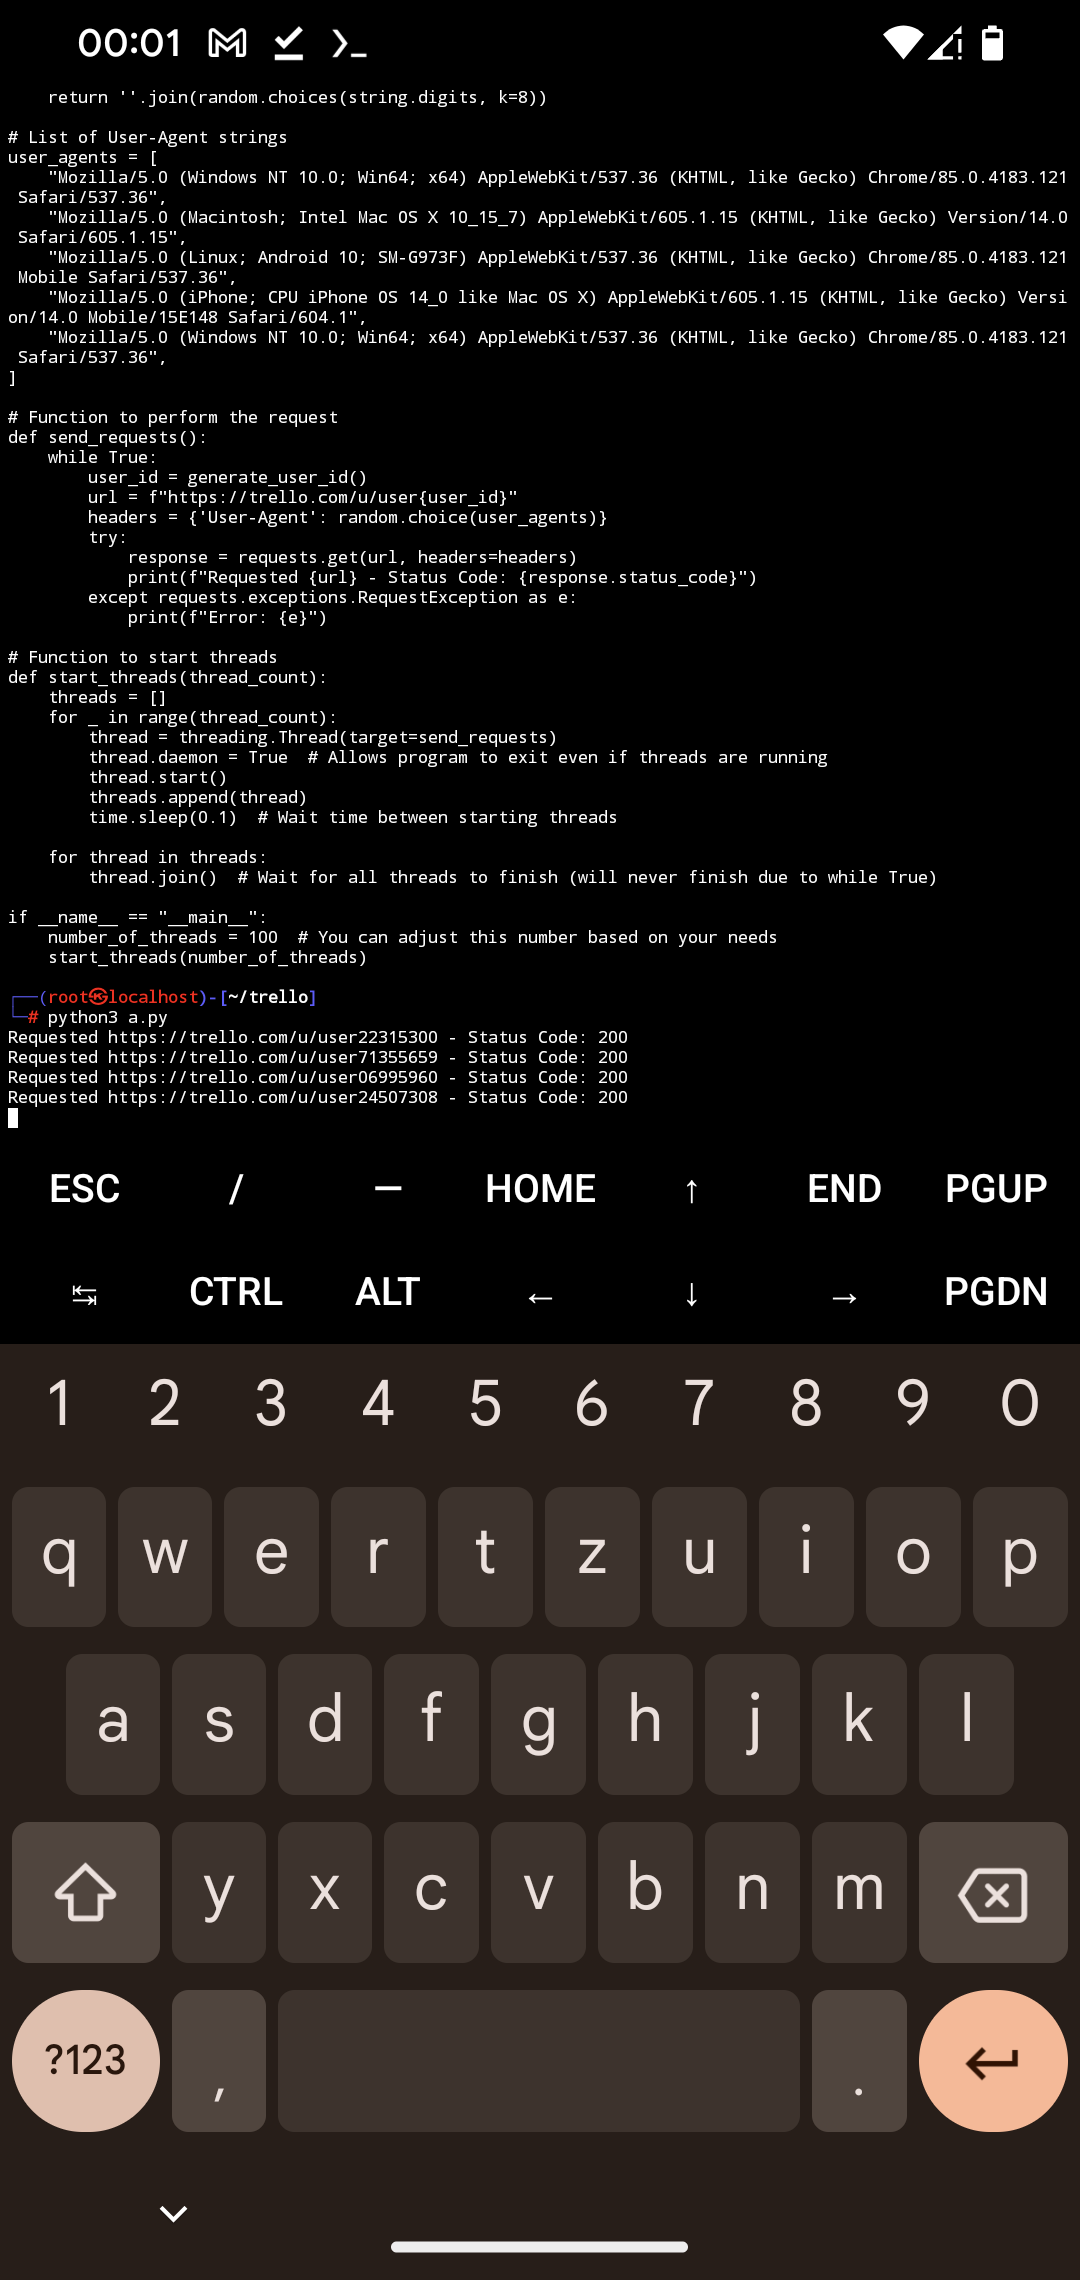 00:01
    return ''.join(random.choices(string.digits, k=8))
# List of User-Agent strings
user_agents = [
    "Mozilla/5.0 (Windows NT 10.0; Win64; x64) AppleWebKit/537.36 (KHTML, like Gecko) Chrome/85.0.4183.121
 Safari/537.36",
    "Mozilla/5.0 (Macintosh; Intel Mac OS X 10_15_7) AppleWebKit/605.1.15 (KHTML, like Gecko) Version/14.0
 Safari/605.1.15",
    "Mozilla/5.0 (Linux; Android 10; SM-G973F) AppleWebKit/537.36 (KHTML, like Gecko) Chrome/85.0.4183.121
 Mobile Safari/537.36",
    "Mozilla/5.0 (iPhone; CPU iPhone OS 14_0 like Mac OS X) AppleWebKit/605.1.15 (KHTML, like Gecko) Versi
on/14.0 Mobile/15E148 Safari/604.1",
    "Mozilla/5.0 (Windows NT 10.0; Win64; x64) AppleWebKit/537.36 (KHTML, like Gecko) Chrome/85.0.4183.121
 Safari/537.36",
]
# Function to perform the request
def send_requests():
    while True:
        user_id = generate_user_id()
        url = f"https://trello.com/u/user{user_id}"
        headers = {'User-Agent': random.choice(user_agents)}
        try:
            response = requests.get(url, headers=headers)
            print(f"Requested {url} - Status Code: {response.status_code}")
        except requests.exceptions.RequestException as e:
            print(f"Error: {e}")
# Function to start threads
def start_threads(thread_count):
    threads = []
    for _ in range(thread_count):
        thread = threading.Thread(target=send_requests)
        thread.daemon = True  # Allows program to exit even if threads are running
        thread.start()
        threads.append(thread)
        time.sleep(0.1)  # Wait time between starting threads
    for thread in threads:
        thread.join()  # Wait for all threads to finish (will never finish due to while True)
if __name__ == "__main__":
    number_of_threads = 100  # You can adjust this number based on your needs
    start_threads(number_of_threads)
┌──(root㉿localhost)-[~/trello]
└─# python3 a.py
Requested https://trello.com/u/user22315300 - Status Code: 200
Requested https://trello.com/u/user71355659 - Status Code: 200
Requested https://trello.com/u/user06995960 - Status Code: 200
Requested https://trello.com/u/user24507308 - Status Code: 200
ESC / — HOME ↑ END PGUP
↹ CTRL ALT ← ↓ → PGDN
1 2 3 4 5 6 7 8 9 0
q w e r t z u i o p
a s d f g h j k l
y x c v b n m
?123 , .